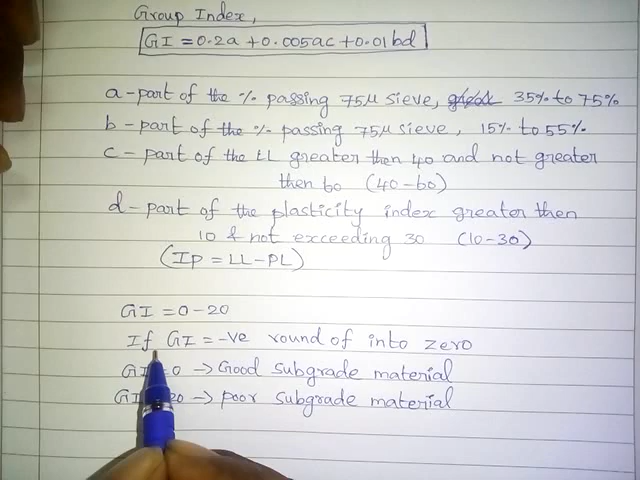 Group Index,
GI = 0.2a + 0.005ac + 0.01bd
a - part of the % passing 75μ sieve, 35% to 75%
b - part of the % passing 75μ sieve, 15% to 55%
c - part of the LL greater then 40 and not greater
then 60 (40-60)
d - part of the plasticity index greater then
10 & not exceeding 30 (10-30)
(Ip = LL-PL)
GI = 0-20
If GI = -ve round of into zero
GI = 0 → Good subgrade material
GI 20 → poor subgrade material